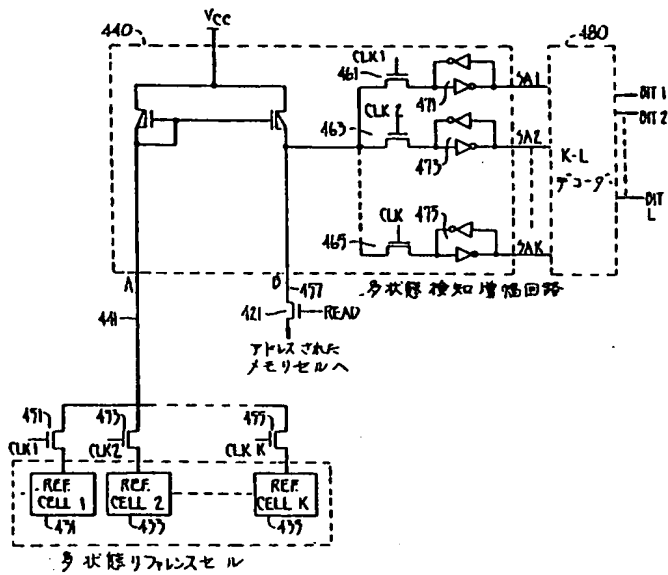 440
VCC
480
CLK1
461
471
SA1
BIT 1
BIT 2
CLK 2
463
473
SA2
K-L
デコーダー
BIT
L
CLK
475
465
SAK
A
B
457
多状態検知増幅回路
441
421
READ
アドレスされた
メモリセルへ
451
453
455
CLK1
CLK2
CLK K
REF.
CELL 1
REF.
CELL 2
REF.
CELL K
431
433
435
多状態リファレンスセル